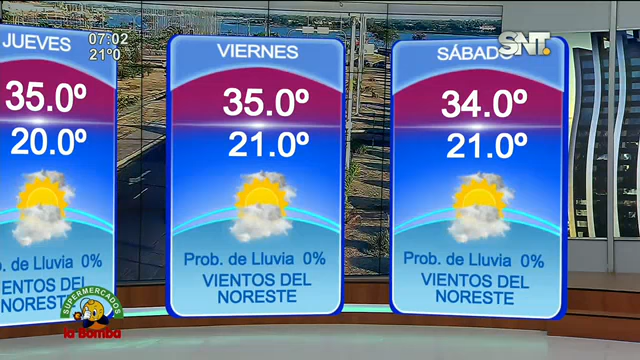 JUEVES
07:02
21°0
35.0º
20.0º
b. de Lluvia 0%
VIENTOS DEL
NORESTE
VIERNES
35.0º
21.0º
Prob. de Lluvia 0%
VIENTOS DEL
NORESTE
SÁBADO
SNT
34.0º
21.0º
Prob. de Lluvia 0%
VIENTOS DEL
NORESTE
SUPERMERCADOS
la Bomba